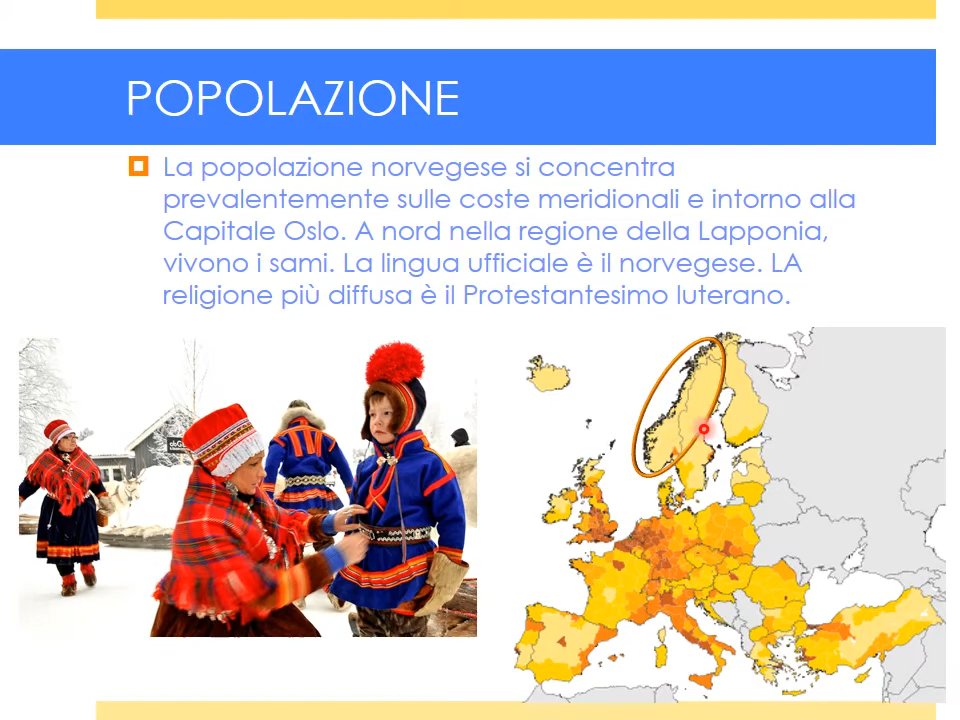 POPOLAZIONE
La popolazione norvegese si concentra
prevalentemente sulle coste meridionali e intorno alla
Capitale Oslo. A nord nella regione della Lapponia,
vivono i sami. La lingua ufficiale è il norvegese. LA
religione più diffusa è il Protestantesimo luterano.